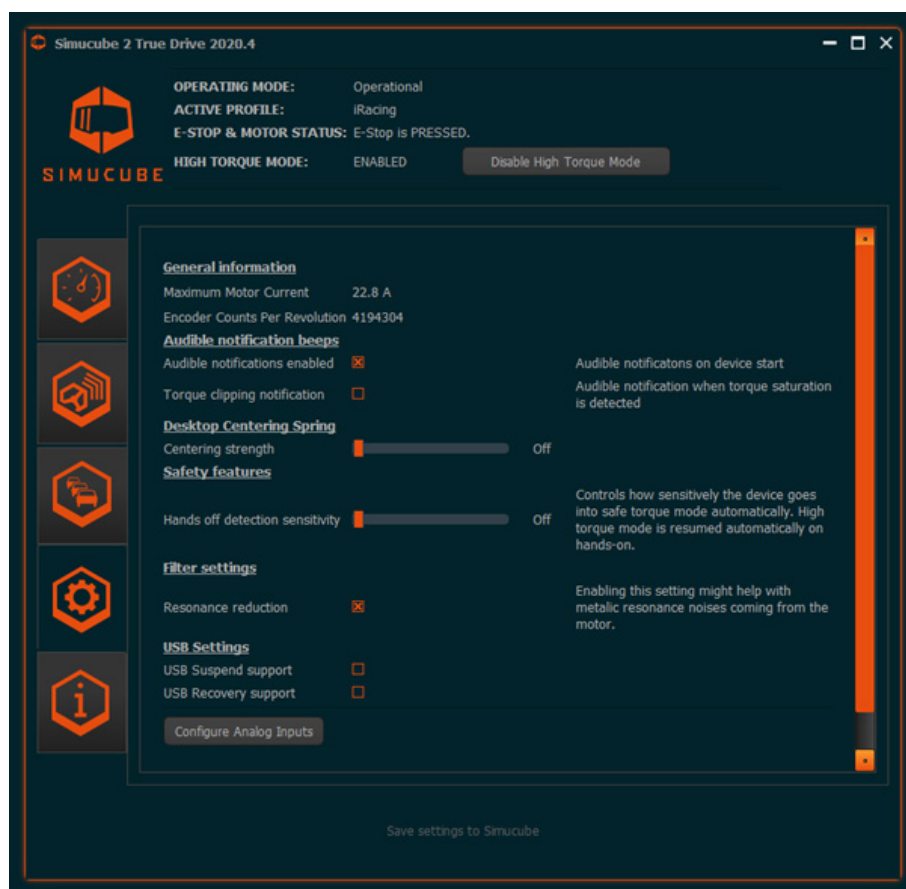 Simucube 2 True Drive 2020.4
OPERATING MODE: Operational
ACTIVE PROFILE: iRacing
E-STOP & MOTOR STATUS: E-Stop is PRESSED.
HIGH TORQUE MODE: ENABLED Disable High Torque Mode
SIMUCUBE
General information
Maximum Motor Current 22.8 A
Encoder Counts Per Revolution 4194304
Audible notification beeps
Audible notifications enabled Audible notificatons on device start
Torque clipping notification Audible notification when torque saturation
is detected
Desktop Centering Spring
Centering strength Off
Safety features
Hands off detection sensitivity Off Controls how sensitively the device goes
into safe torque mode automatically. High
torque mode is resumed automatically on
hands-on.
Filter settings
Resonance reduction Enabling this setting might help with
metalic resonance noises coming from the
motor.
USB Settings
USB Suspend support
USB Recovery support
Configure Analog Inputs
Save settings to Simucube